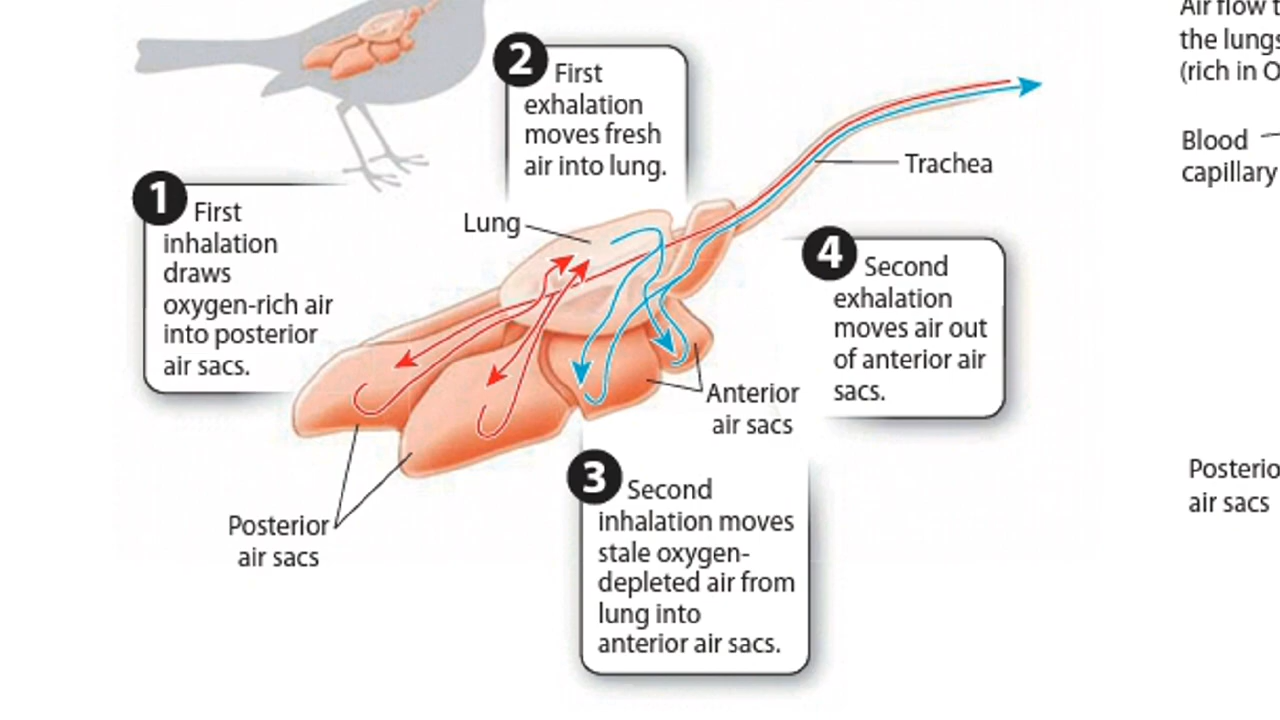 1
First
inhalation
draws
oxygen-rich air
into posterior
air sacs.
2
First
exhalation
moves fresh
air into lung.
Lung
Trachea
4
Second
exhalation
moves air out
of anterior air
sacs.
Anterior
air sacs
3
Second
inhalation moves
stale oxygen-
depleted air from
lung into
anterior air sacs.
Posterior
air sacs
Air flow t
the lungs
(rich in O
Blood
capillary
Posterio
air sacs